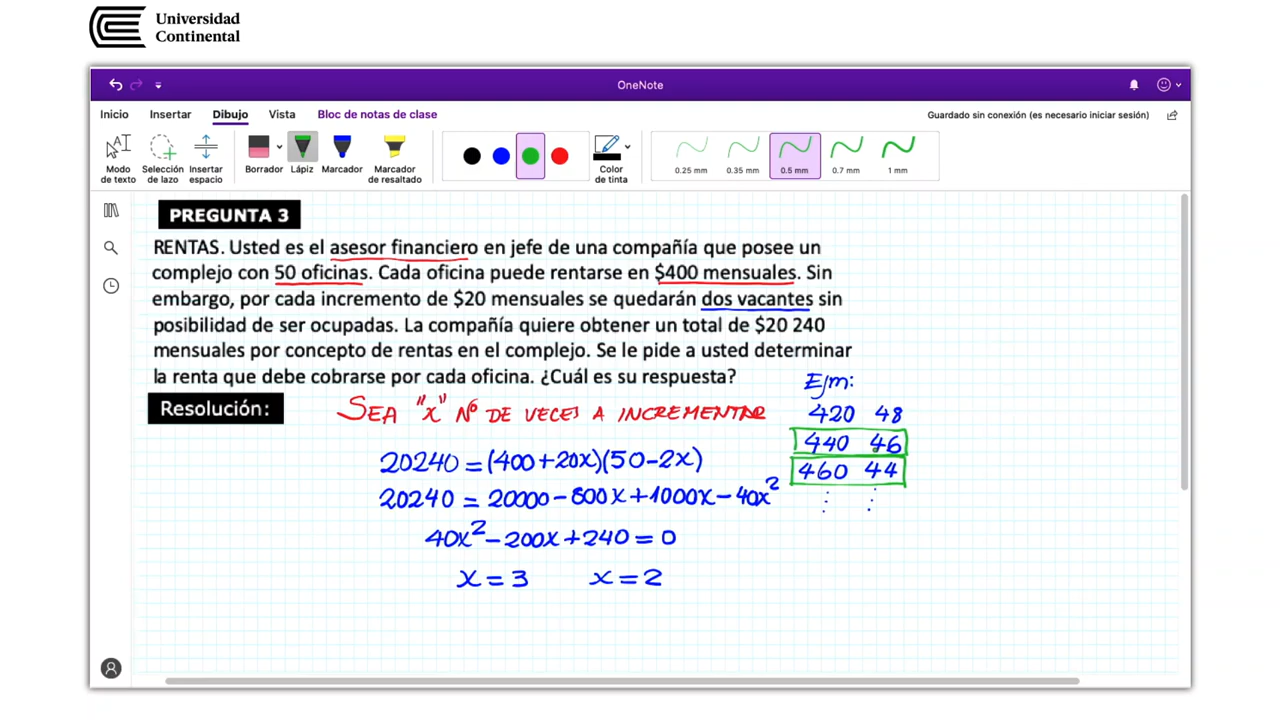 Universidad
Continental
OneNote
Inicio Insertar Dibujo Vista Bloc de notas de clase Guardado sin conexión (es necesario iniciar sesión)
Modo de texto Selección de lazo Insertar espacio Borrador Lápiz Marcador Marcador de resaltado Color de tinta 0.25 mm 0.35 mm 0.5 mm 0.7 mm 1 mm
PREGUNTA 3
RENTAS. Usted es el asesor financiero en jefe de una compañía que posee un
complejo con 50 oficinas. Cada oficina puede rentarse en $400 mensuales. Sin
embargo, por cada incremento de $20 mensuales se quedarán dos vacantes sin
posibilidad de ser ocupadas. La compañía quiere obtener un total de $20 240
mensuales por concepto de rentas en el complejo. Se le pide a usted determinar
la renta que debe cobrarse por cada oficina. ¿Cuál es su respuesta?
Resolución:
SEA "x" Nº DE VECES A INCREMENTAR
20240 = (400+20x)(50-2x)
20240 = 20000 - 800x + 1000x - 40x²
40x² - 200x + 240 = 0
x = 3 x = 2
E/m:
420 48
440 46
460 44